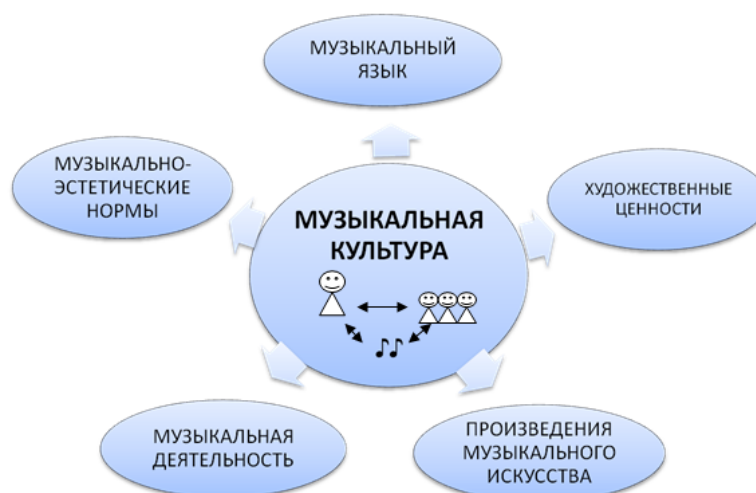 МУЗЫКАЛЬНЫЙ
ЯЗЫК
МУЗЫКАЛЬНО-
ЭСТЕТИЧЕСКИЕ
НОРМЫ
ХУДОЖЕСТВЕННЫЕ
ЦЕННОСТИ
МУЗЫКАЛЬНАЯ
КУЛЬТУРА
МУЗЫКАЛЬНАЯ
ДЕЯТЕЛЬНОСТЬ
ПРОИЗВЕДЕНИЯ
МУЗЫКАЛЬНОГО
ИСКУССТВА